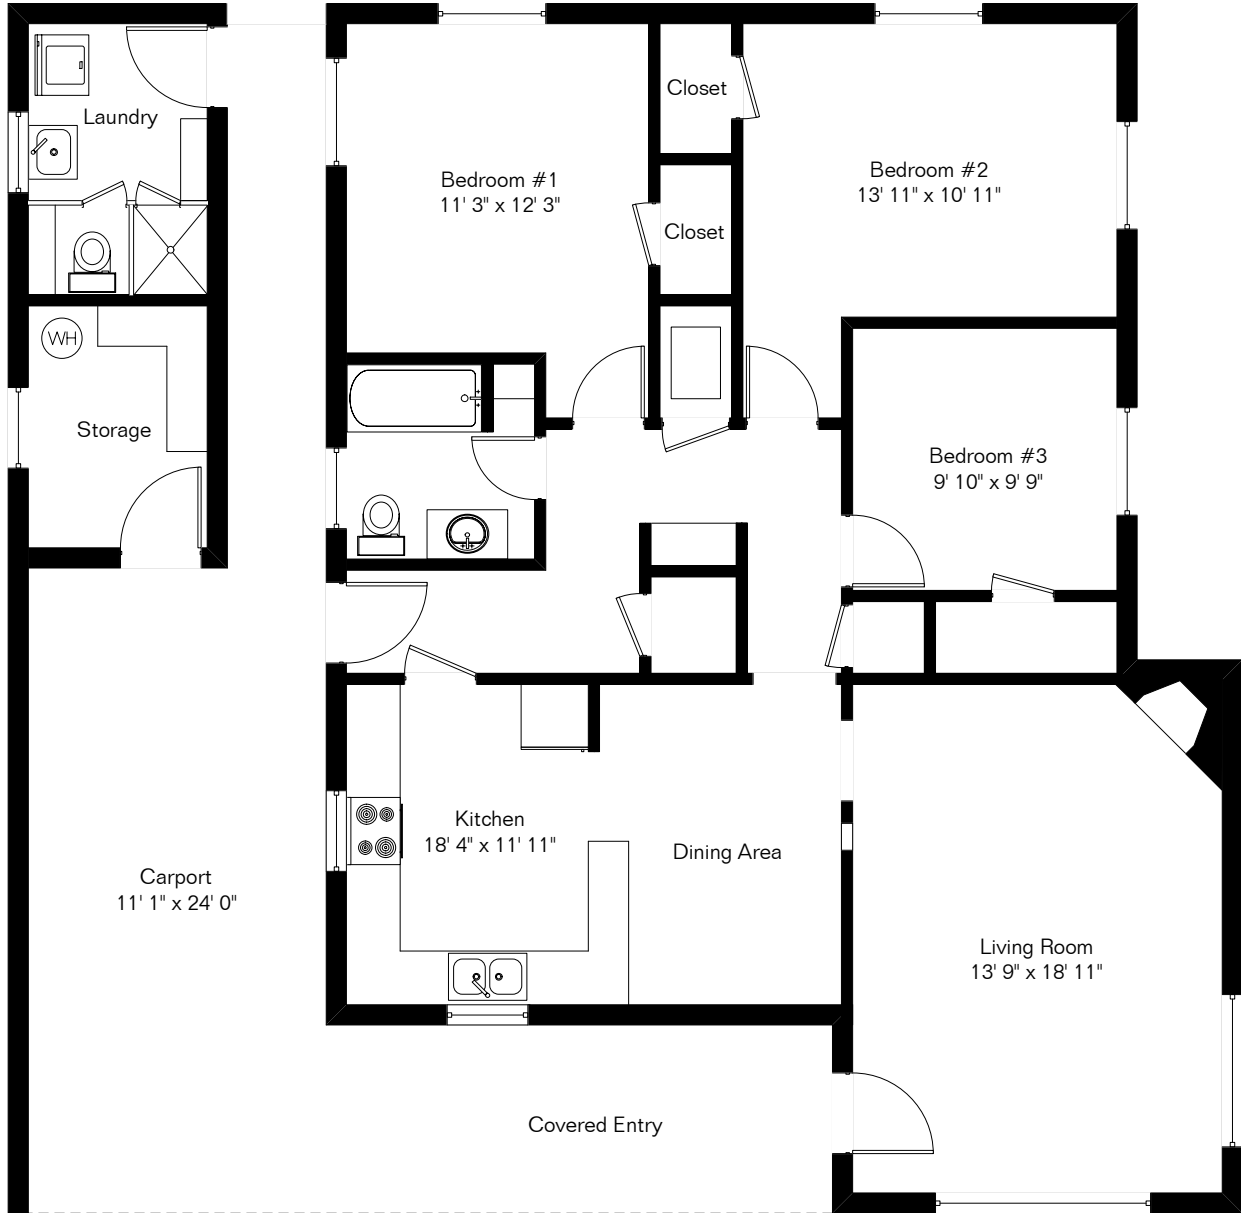 Laundry
Closet
Bedroom #1
11' 3" x 12' 3"
Bedroom #2
13' 11" x 10' 11"
Closet
WH
Storage
Bedroom #3
9' 10" x 9' 9"
Kitchen
18' 4" x 11' 11"
Dining Area
Carport
11' 1" x 24' 0"
Living Room
13' 9" x 18' 11"
Covered Entry